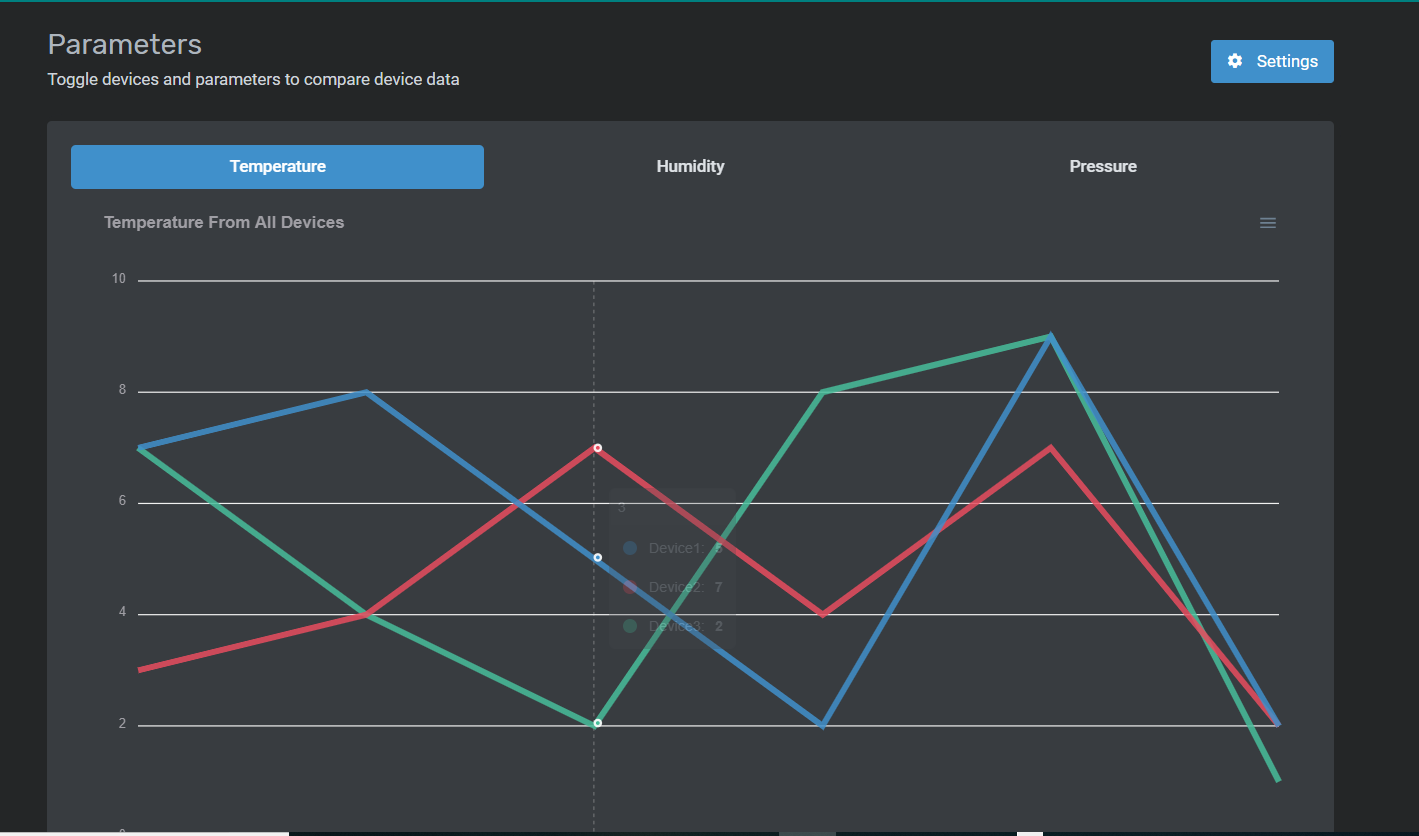 Parameters
Toggle devices and parameters to compare device data
Settings
Temperature
Humidity
Pressure
Temperature From All Devices
10
8
6
4
2
3
Device1: 5
Device2: 7
Device3: 2